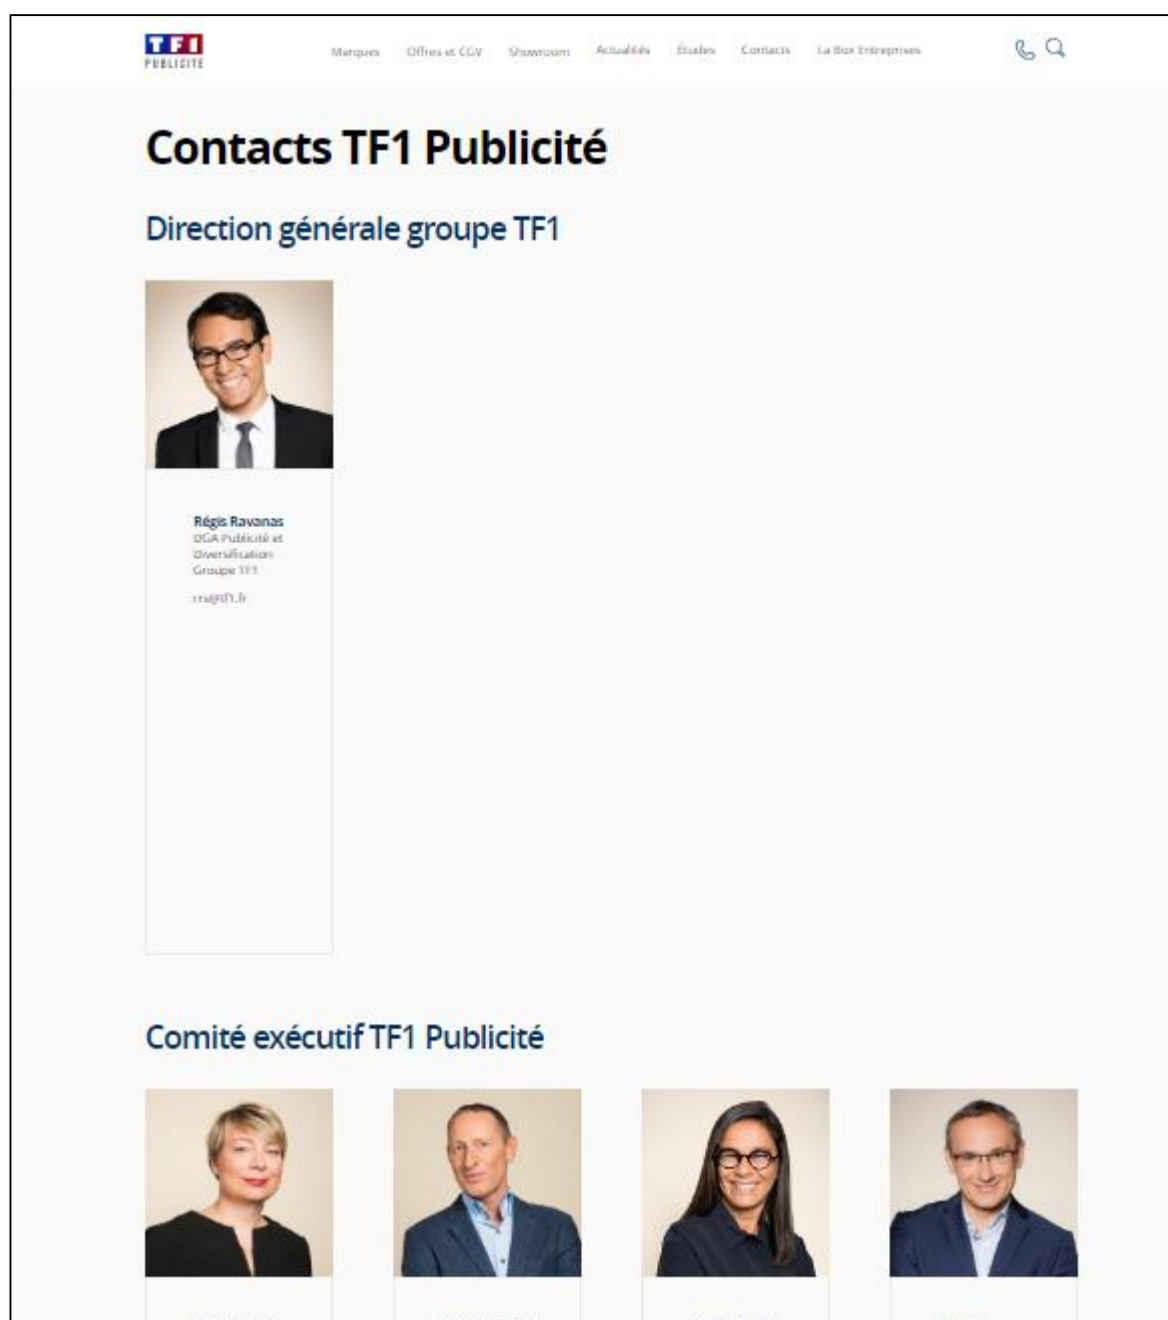 TF1
PUBLICITE
Marques Offres et CGV Showroom Actualités Études Contacts La Box Entreprises
Contacts TF1 Publicité
Direction générale groupe TF1
Régis Ravanas
DGA Publicité et
Diversification
Groupe TF1
Comité exécutif TF1 Publicité